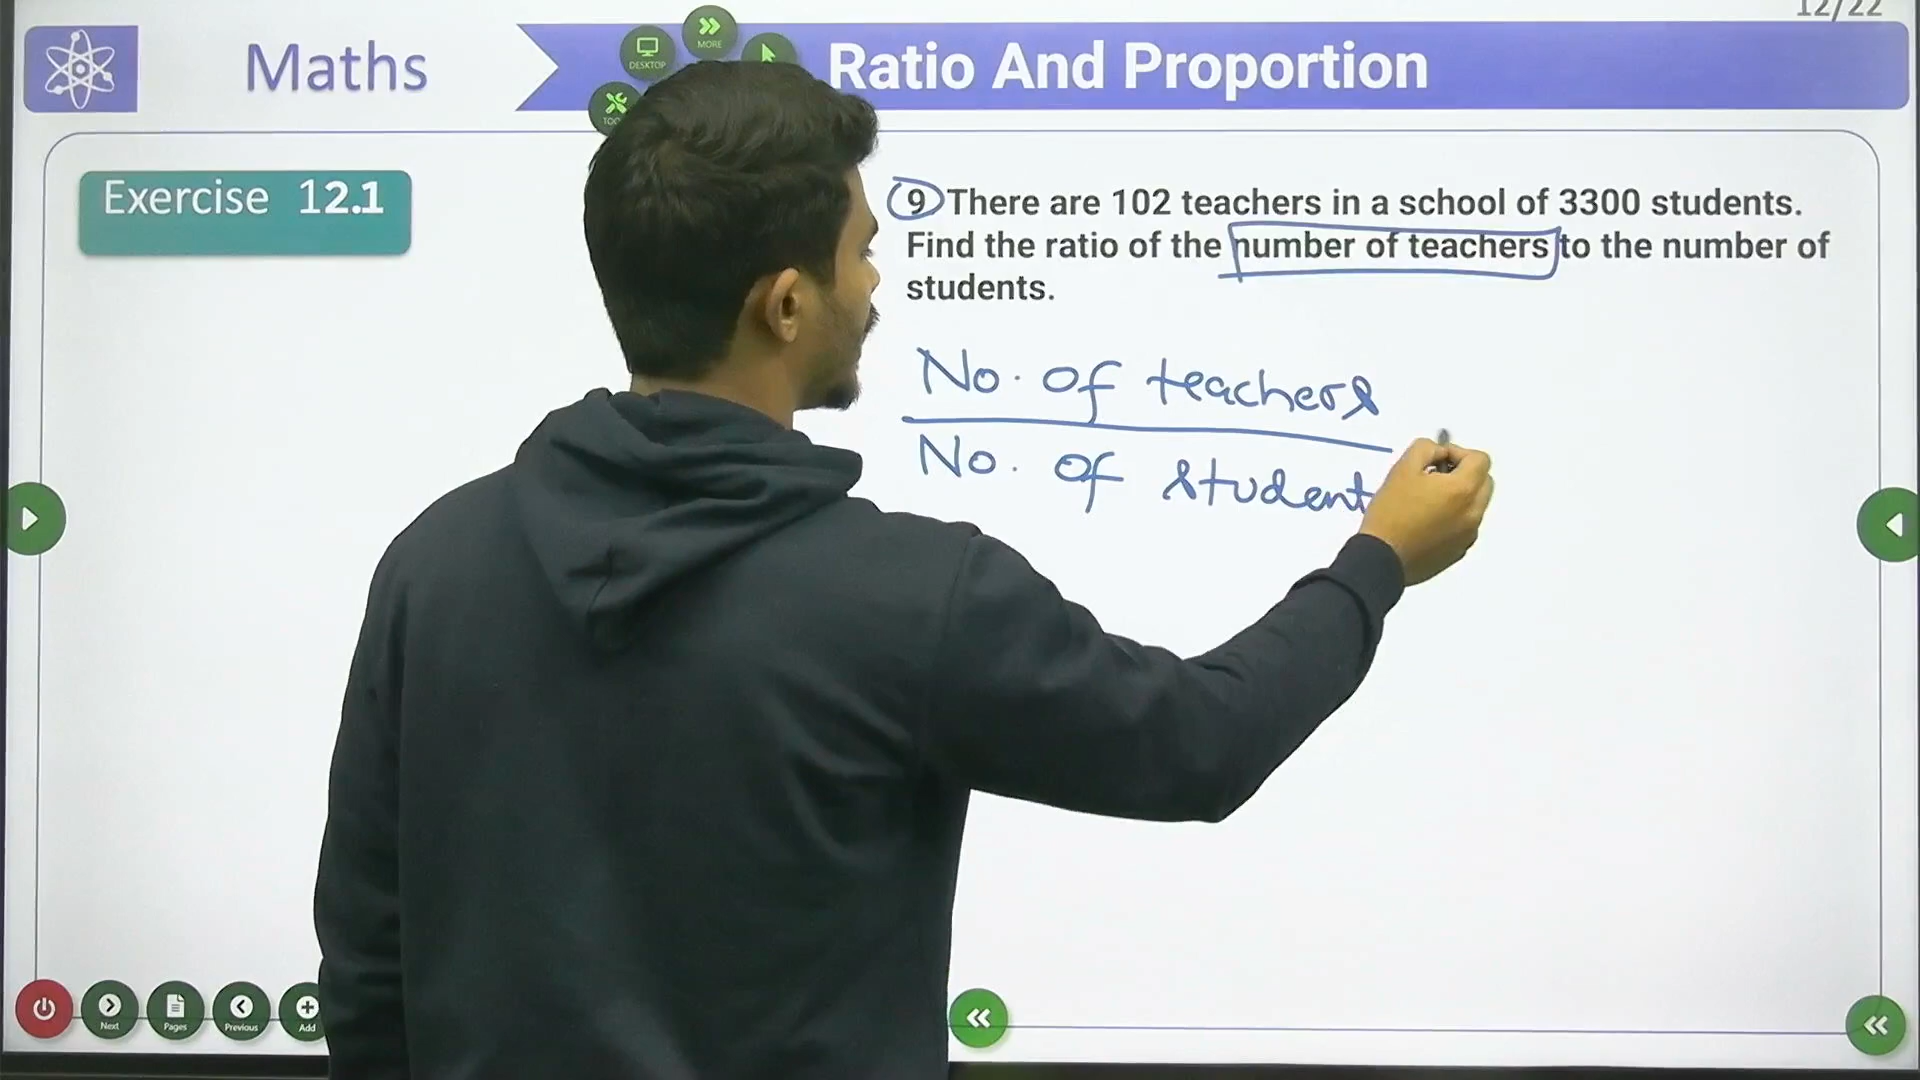 12/22
Maths
MORE
DESKTOP
Ratio And Proportion
Exercise 12.1
9 There are 102 teachers in a school of 3300 students.
Find the ratio of the number of teachers to the number of
students.
No. of teachers
No. of student
Next
Pages
Previous
Add